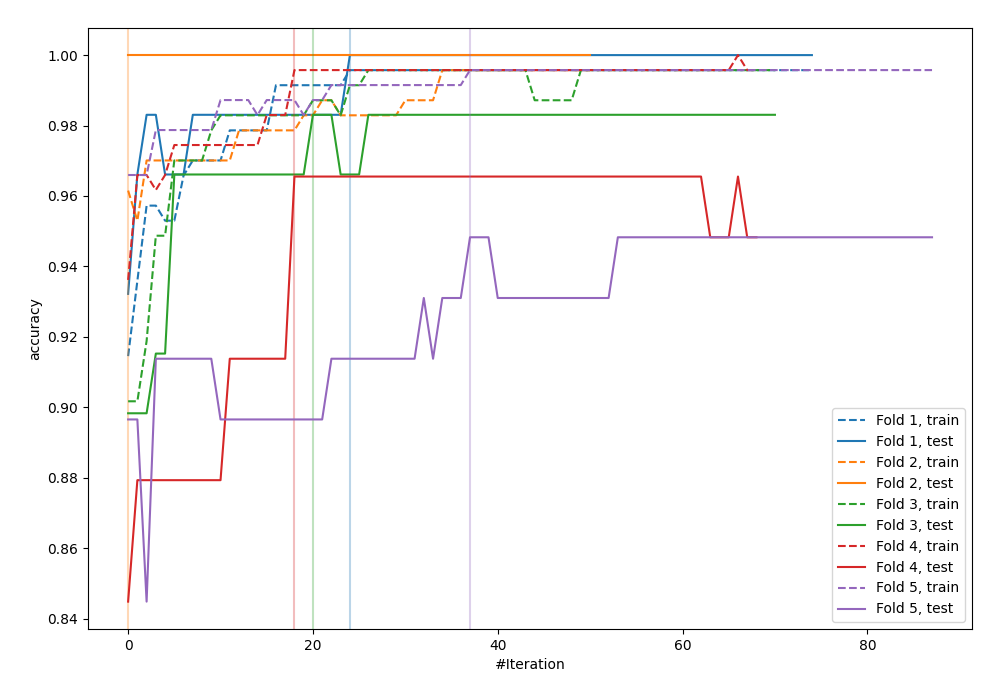 1.00
0.98
0.96
0.94
0.92
0.90
0.88
0.86
0.84
accuracy
0
20
40
60
80
#Iteration
Fold 1, train
Fold 1, test
Fold 2, train
Fold 2, test
Fold 3, train
Fold 3, test
Fold 4, train
Fold 4, test
Fold 5, train
Fold 5, test